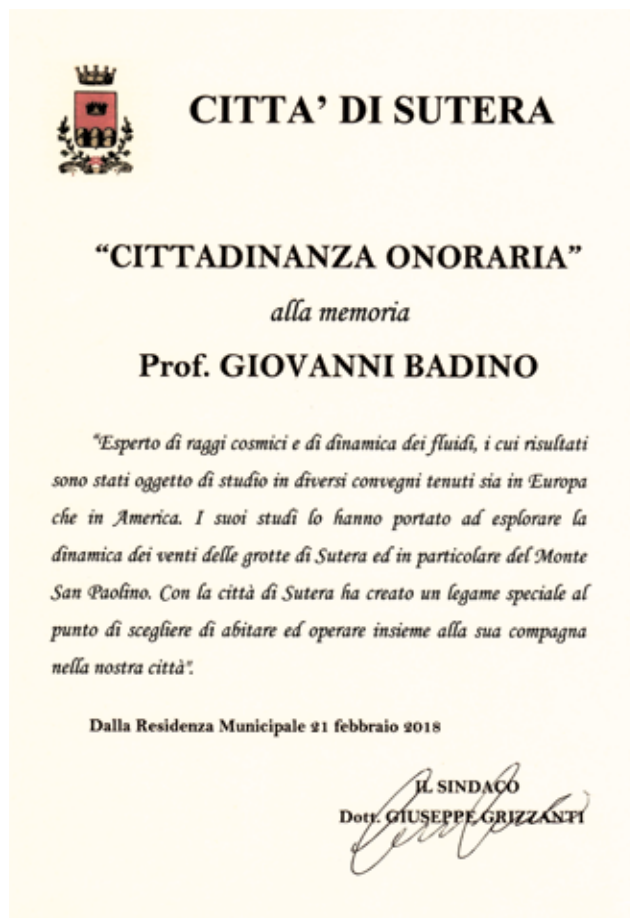 CITTA' DI SUTERA
“CITTADINANZA ONORARIA”
alla memoria
Prof. GIOVANNI BADINO
“Esperto di raggi cosmici e di dinamica dei fluidi, i cui risultati
sono stati oggetto di studio in diversi convegni tenuti sia in Europa
che in America. I suoi studi lo hanno portato ad esplorare la
dinamica dei venti delle grotte di Sutera ed in particolare del Monte
San Paolino. Con la città di Sutera ha creato un legame speciale al
punto di scegliere di abitare ed operare insieme alla sua compagna
nella nostra città".
Dalla Residenza Municipale 21 febbraio 2018
IL SINDACO
Dott. GIUSEPPE GRIZZANTI